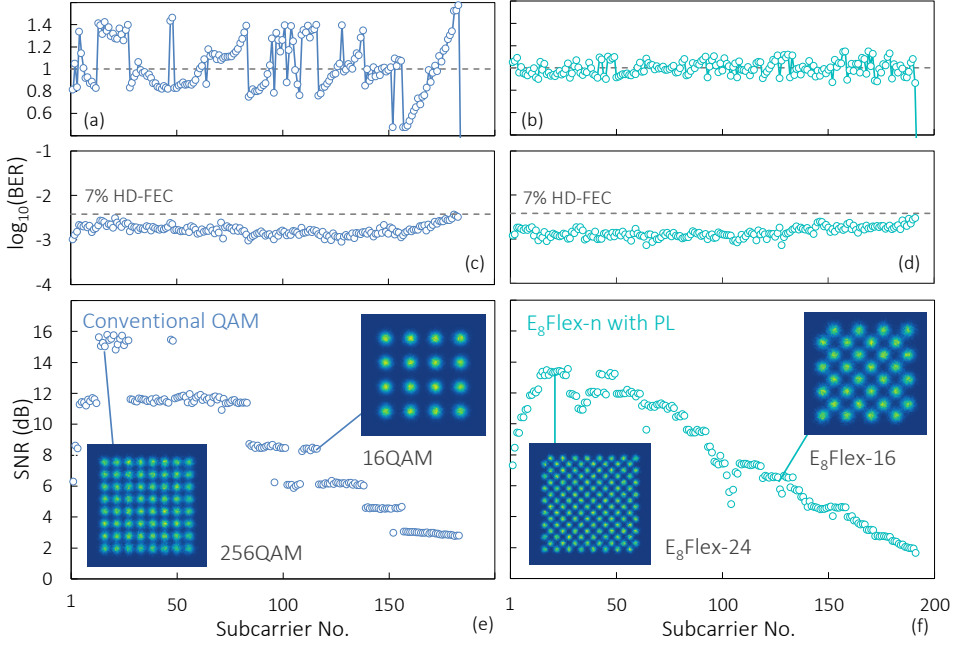 1.4
1.2
1
0.8
0.6
(a)
(b)
-1
-2
-3
-4
log10(BER)
7% HD-FEC
(c)
7% HD-FEC
(d)
16
14
12
10
8
6
4
2
0
SNR (dB)
Conventional QAM
16QAM
256QAM
E8Flex-n with PL
E8Flex-16
E8Flex-24
1
50
100
150
Subcarrier No.
(e)
1
50
100
150
200
Subcarrier No.
(f)